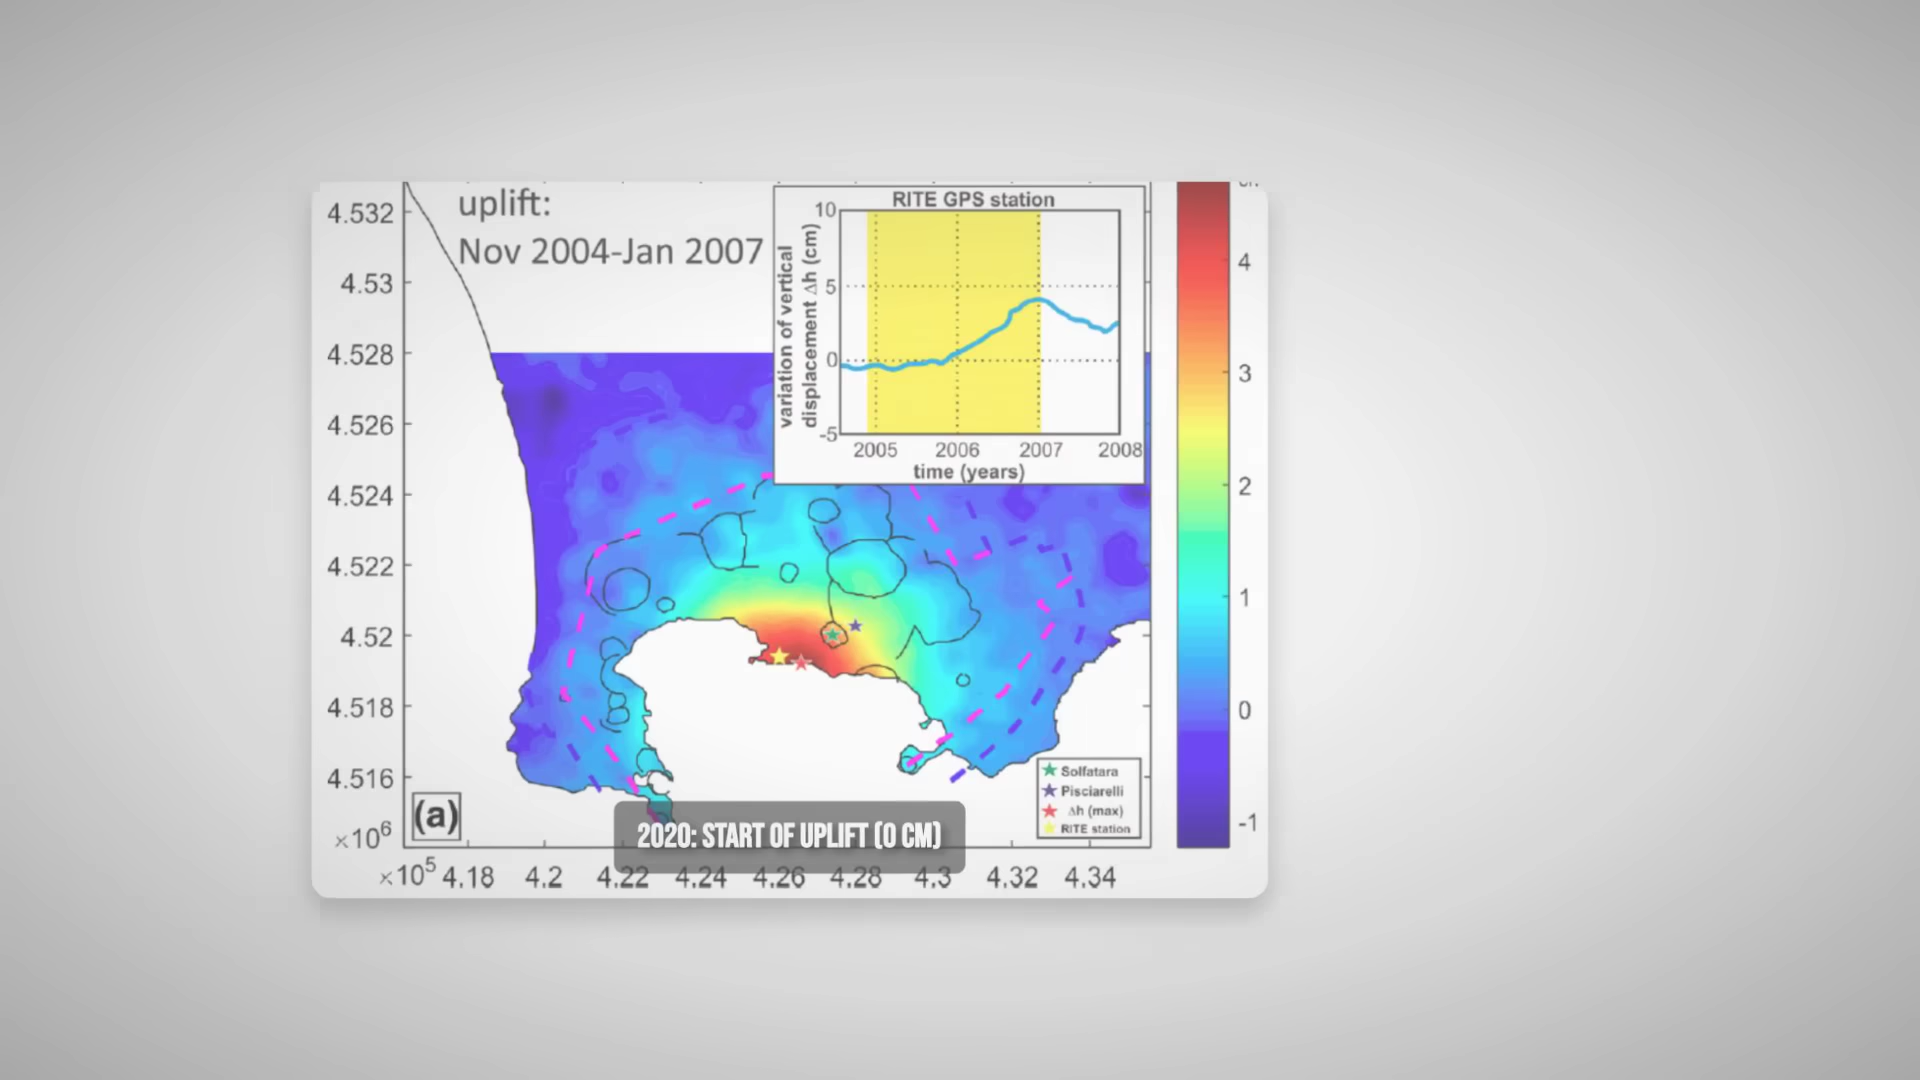 uplift:
Nov 2004-Jan 2007
RITE GPS station
variation of vertical
displacement Δh (cm)
10
5
0
-5
2005 2006 2007 2008
time (years)
4.532
4.53
4.528
4.526
4.524
4.522
4.52
4.518
4.516
×10⁶
(a)
Solfatara
Pisciarelli
Δh (max)
RITE station
4
3
2
1
0
-1
2020: START OF UPLIFT (0 CM)
×10⁵ 4.18 4.2 4.22 4.24 4.26 4.28 4.3 4.32 4.34